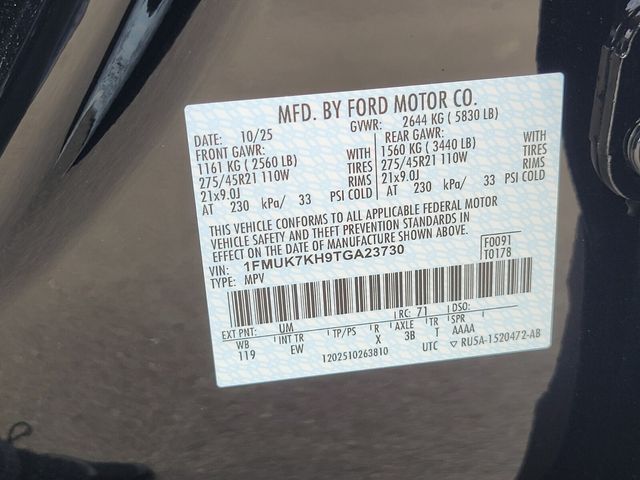 MFD. BY FORD MOTOR CO.
DATE: 10/25 GVWR: 2644 KG ( 5830 LB)
FRONT GAWR: REAR GAWR:
1161 KG ( 2560 LB) WITH 1560 KG ( 3440 LB) WITH
275/45R21 110W TIRES 275/45R21 110W TIRES
21x9.0J RIMS 21x9.0J RIMS
AT 230 kPa/ 33 PSI COLD AT 230 kPa/ 33 PSI COLD
THIS VEHICLE CONFORMS TO ALL APPLICABLE FEDERAL MOTOR
VEHICLE SAFETY AND THEFT PREVENTION STANDARDS IN
EFFECT ON THE DATE OF MANUFACTURE SHOWN ABOVE.
VIN: 1FMUK7KH9TGA23730 F0091
TYPE: MPV T0178
EXT PNT: UM RC: 71 DSO:
WB INT TR TP/PS R AXLE TR SPR
119 EW X 3B T AAAA
1202510263810 UTC ▽ RU5A-1520472-AB